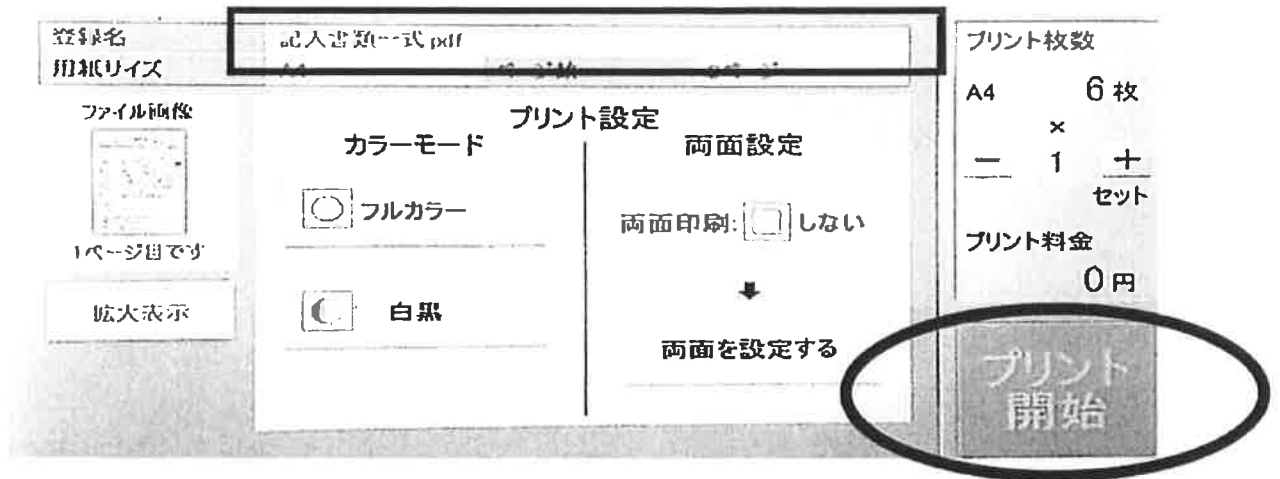 登録名 記入書類一式.pdf
用紙サイズ A4 ページ数
ファイル画像
1ページ目です
拡大表示
プリント設定
カラーモード
フルカラー
白黒
両面設定
両面印刷: しない
両面を設定する
プリント枚数
A4 6枚
×
− 1 +
セット
プリント料金
0円
プリント
開始